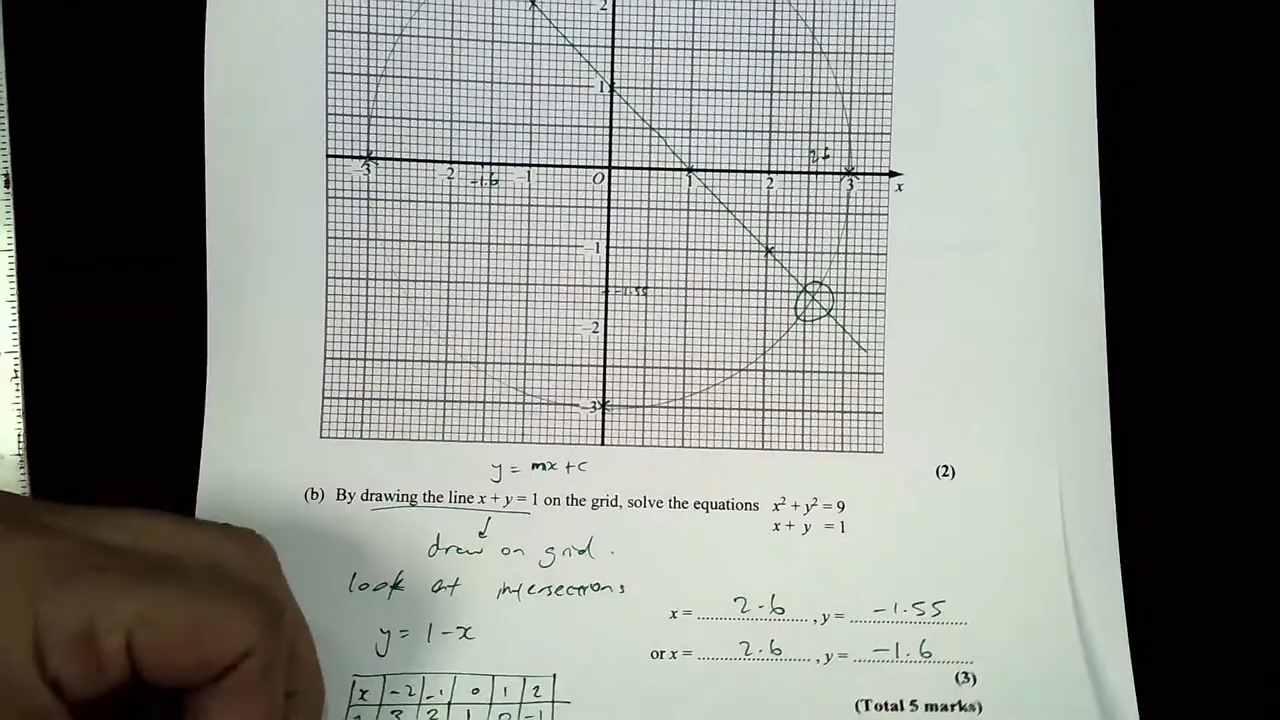 2
1
2.6
-3 -2 -1.6 -1 O 1 2 3 x
-1
-1.55
-2
-3
y = mx + c
(2)
(b) By drawing the line x + y = 1 on the grid, solve the equations x² + y² = 9
x + y = 1
draw on grid.
look at intersections
x = 2.6, y = -1.55
y = 1 - x
or x = 2.6, y = -1.6
(3)
x -2 -1 0 1 2
3 2 1 0 -1
(Total 5 marks)